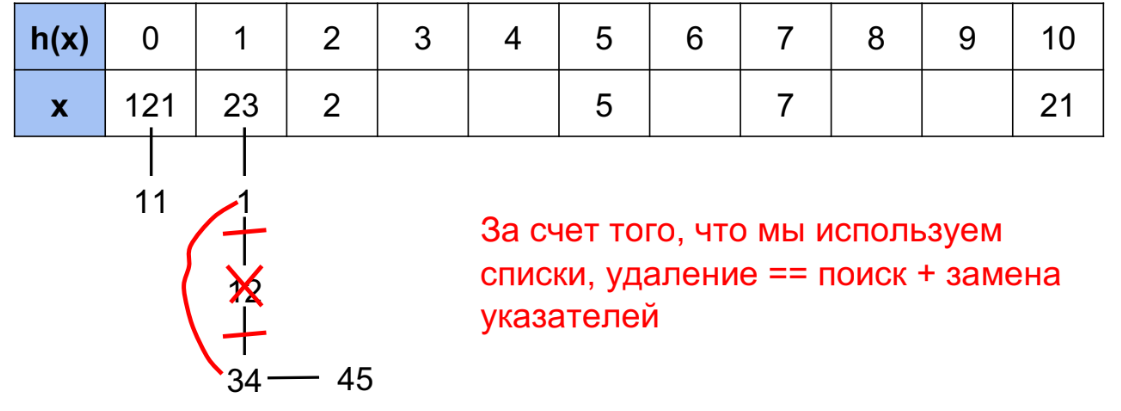 h(x) 0 1 2 3 4 5 6 7 8 9 10
x 121 23 2 5 7 21
11 1
За счет того, что мы используем
списки, удаление == поиск + замена
12
указателей
34 45